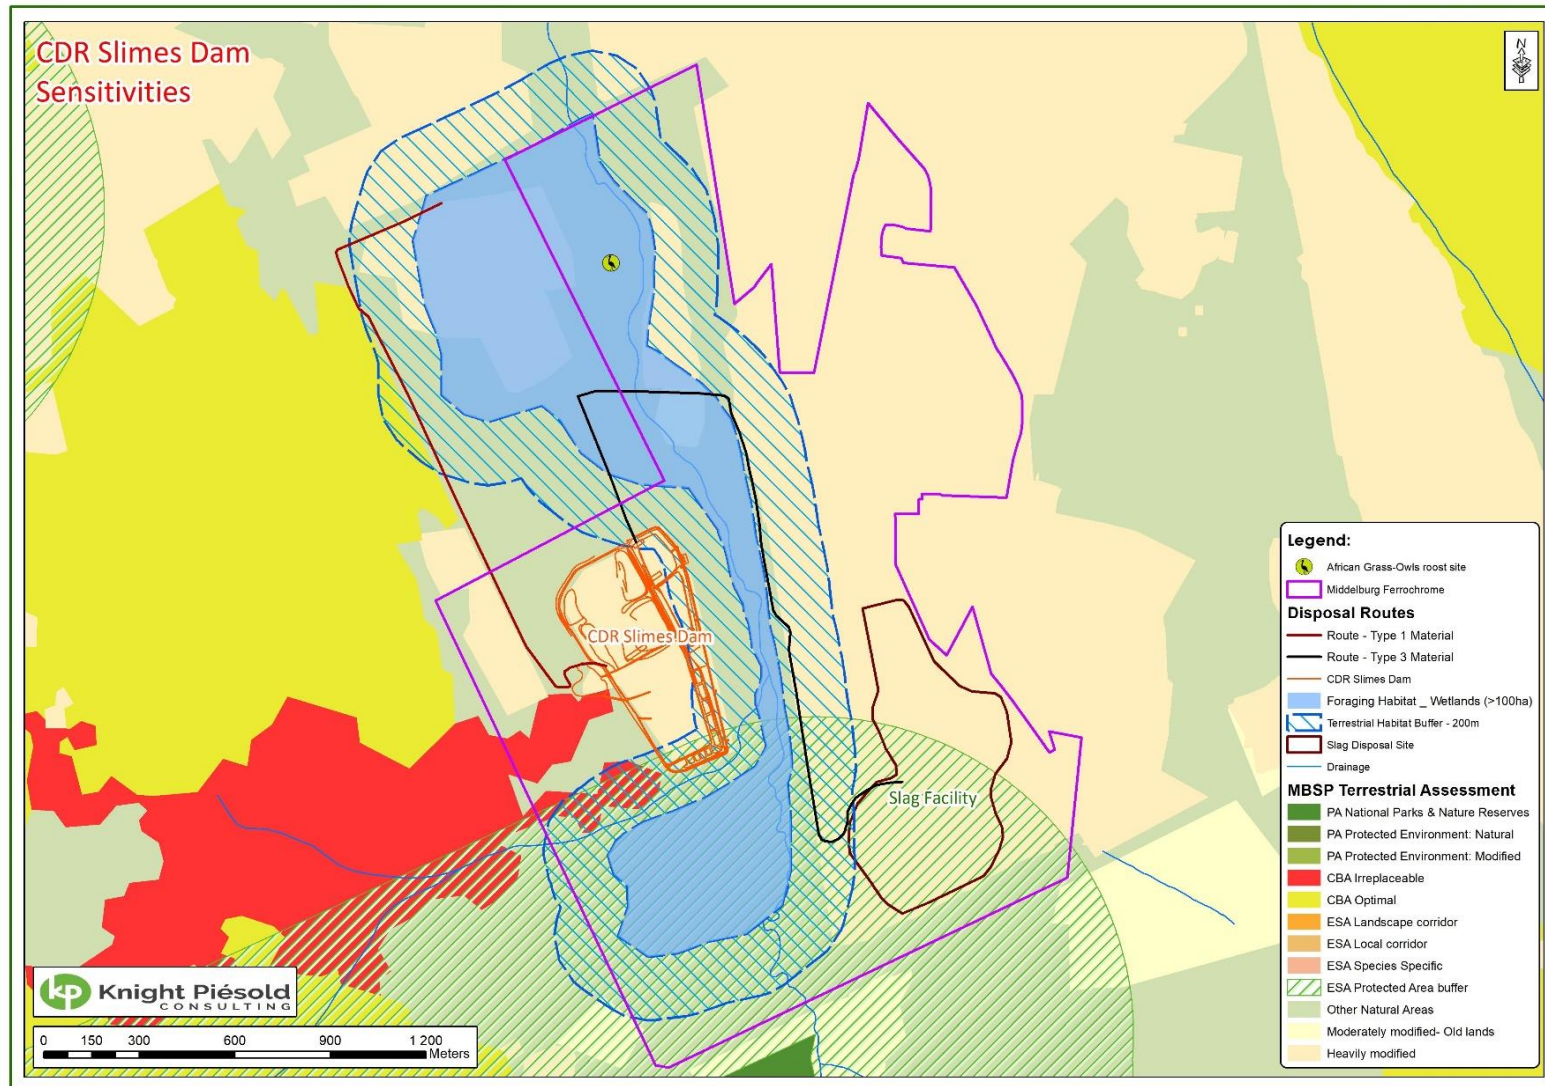 CDR Slimes Dam
Sensitivities
N
CDR Slimes Dam
Slag Facility
Legend:
African Grass-Owls roost site
Middelburg Ferrochrome
Disposal Routes
Route - Type 1 Material
Route - Type 3 Material
CDR Slimes Dam
Foraging Habitat _ Wetlands (>100ha)
Terrestrial Habitat Buffer - 200m
Slag Disposal Site
Drainage
MBSP Terrestrial Assessment
PA National Parks & Nature Reserves
PA Protected Environment: Natural
PA Protected Environment: Modified
CBA Irreplaceable
CBA Optimal
ESA Landscape corridor
ESA Local corridor
ESA Species Specific
ESA Protected Area buffer
Other Natural Areas
Moderately modified- Old lands
Heavily modified
kp Knight Piésold
CONSULTING
0 150 300 600 900 1 200
Meters